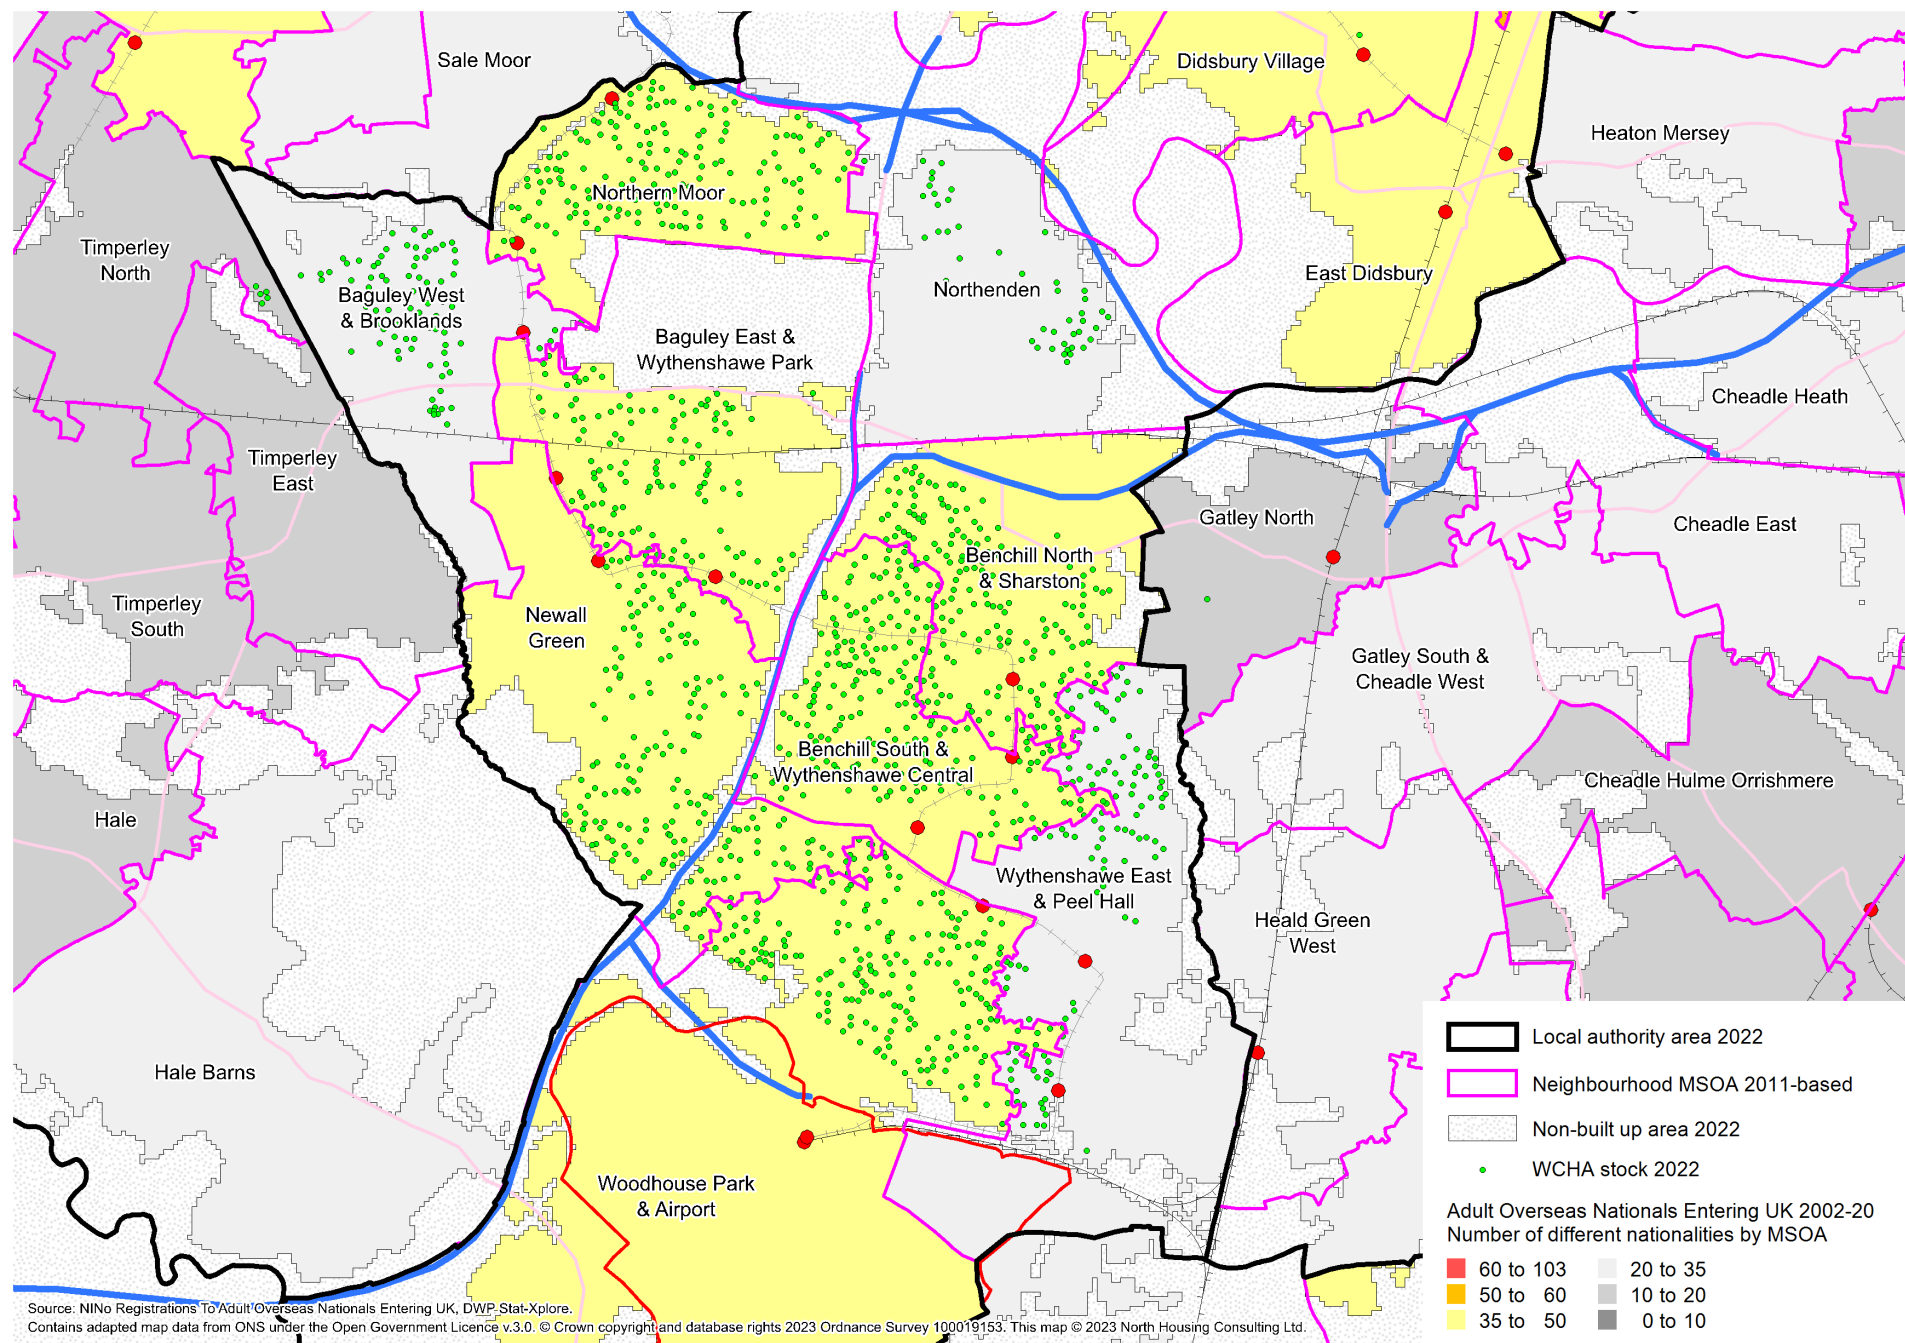 Sale Moor
Didsbury Village
Heaton Mersey
Northern Moor
Timperley
North
East Didsbury
Baguley West
& Brooklands
Northenden
Baguley East &
Wythenshawe Park
Cheadle Heath
Timperley
East
Gatley North
Cheadle East
Benchill North
& Sharston
Timperley
South
Newall
Green
Gatley South &
Cheadle West
Benchill South &
Wythenshawe Central
Cheadle Hulme Orrishmere
Hale
Wythenshawe East
& Peel Hall
Heald Green
West
Hale Barns
Woodhouse Park
& Airport
Local authority area 2022
Neighbourhood MSOA 2011-based
Non-built up area 2022
WCHA stock 2022
Adult Overseas Nationals Entering UK 2002-20
Number of different nationalities by MSOA
60 to 103
20 to 35
50 to 60
10 to 20
35 to 50
0 to 10
Source: NINo Registrations To Adult Overseas Nationals Entering UK, DWP Stat-Xplore.
Contains adapted map data from ONS under the Open Government Licence v.3.0. © Crown copyright and database rights 2023 Ordnance Survey 100019153. This map © 2023 North Housing Consulting Ltd.